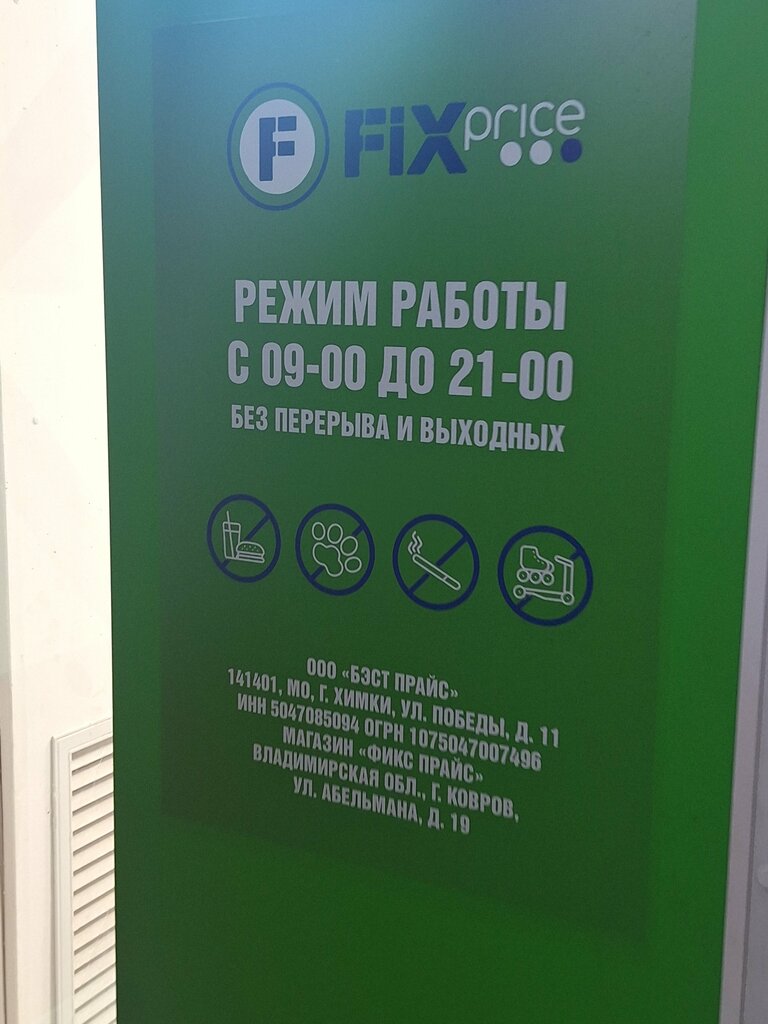 F FiX price
РЕЖИМ РАБОТЫ
С 09-00 ДО 21-00
БЕЗ ПЕРЕРЫВА И ВЫХОДНЫХ
ООО «БЭСТ ПРАЙС»
141401, МО, Г. ХИМКИ, УЛ. ПОБЕДЫ, Д. 11
ИНН 5047085094 ОГРН 1075047007496
МАГАЗИН «ФИКС ПРАЙС»
ВЛАДИМИРСКАЯ ОБЛ., Г. КОВРОВ,
УЛ. АБЕЛЬМАНА, Д. 19